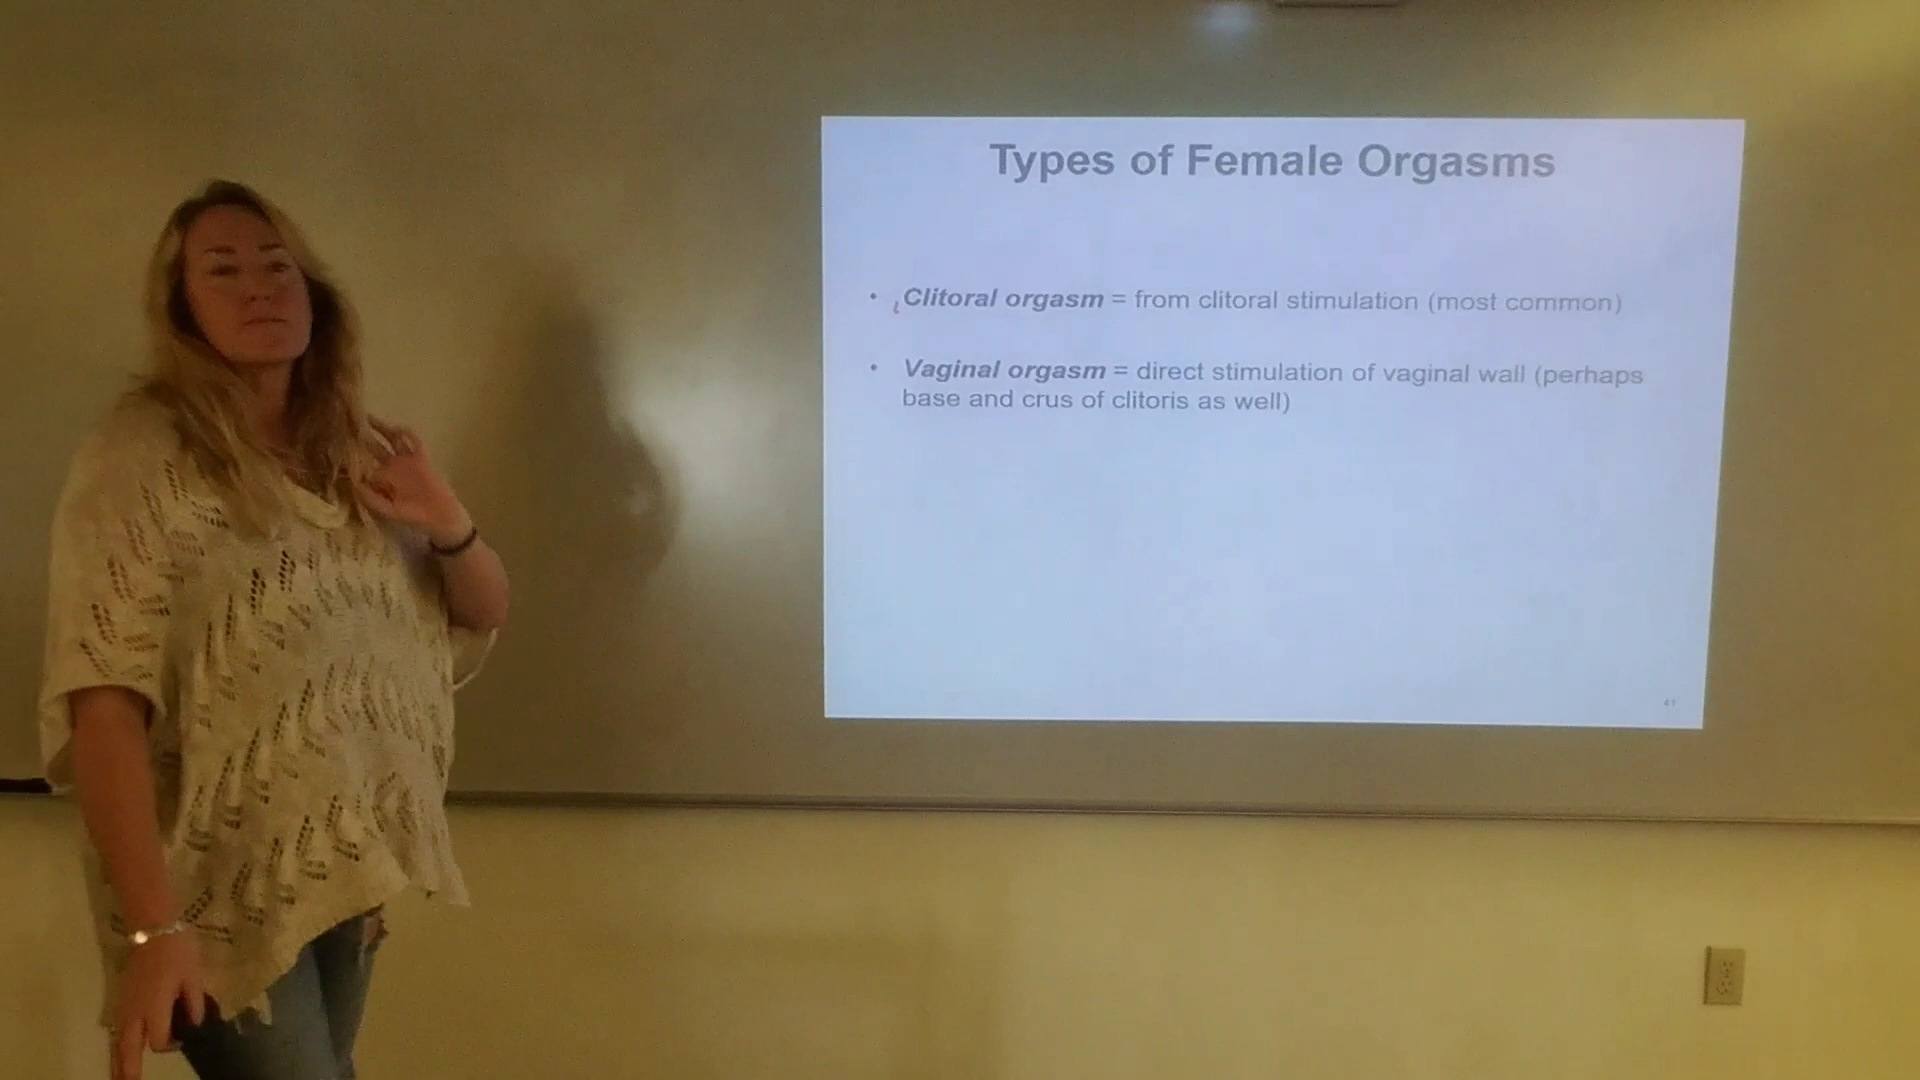 Types of Female Orgasms
• Clitoral orgasm = from clitoral stimulation (most common)
• Vaginal orgasm = direct stimulation of vaginal wall (perhaps
base and crus of clitoris as well)
41